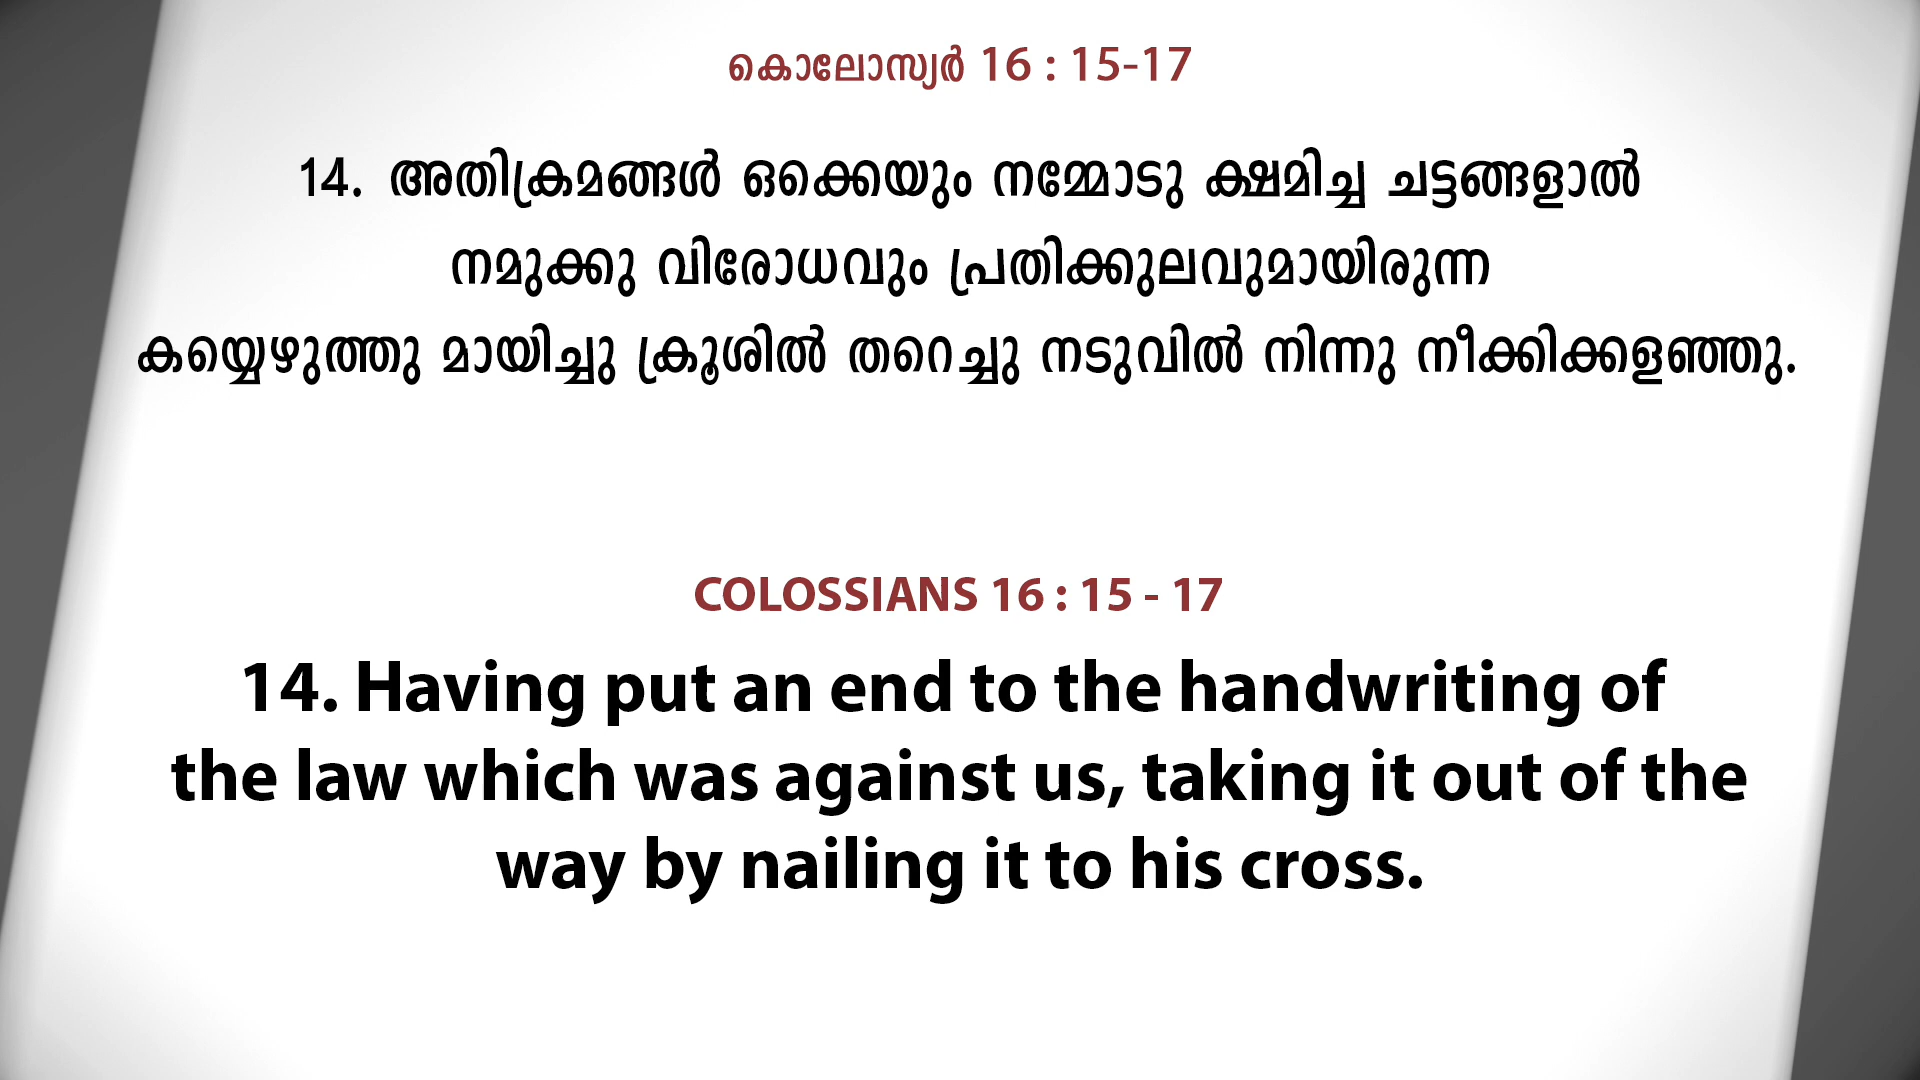 കൊലോസ്യർ 16 : 15-17
14. അതിക്രമങ്ങൾ ഒക്കെയും നമ്മോടു ക്ഷമിച്ച ചട്ടങ്ങളാൽ
നമുക്കു വിരോധവും പ്രതിക്കുലവുമായിരുന്ന
കയ്യെഴുത്തു മായിച്ചു ക്രൂശിൽ തറെച്ചു നടുവിൽ നിന്നു നീക്കിക്കളഞ്ഞു.
COLOSSIANS 16 : 15 - 17
14. Having put an end to the handwriting of
the law which was against us, taking it out of the
way by nailing it to his cross.